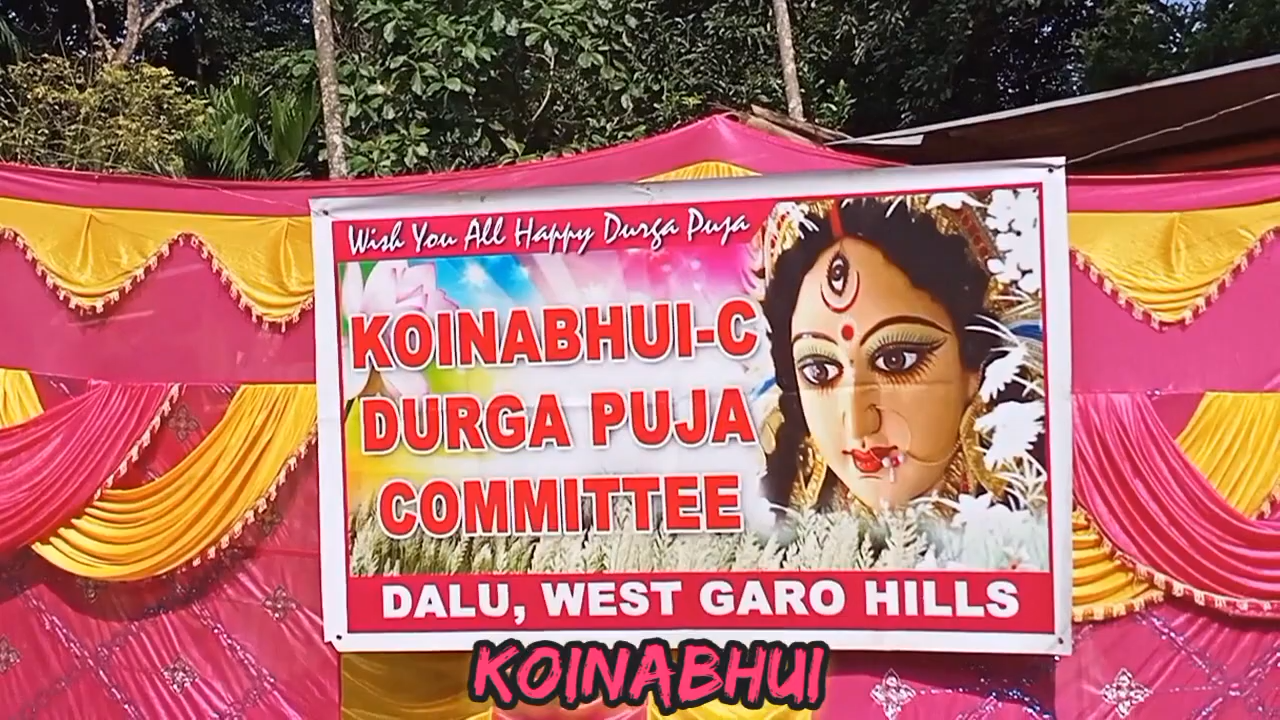 Wish You All Happy Durga Puja
KOINABHUI-C
DURGA PUJA
COMMITTEE
DALU, WEST GARO HILLS
KOINABHUI